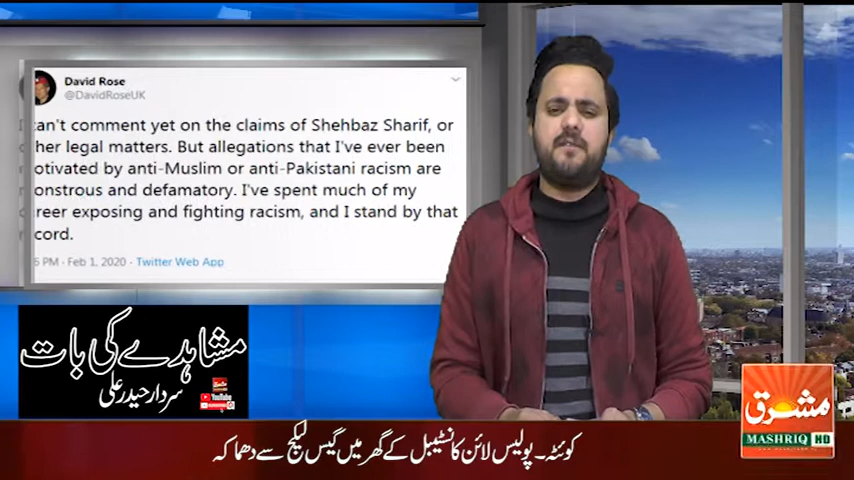 David Rose
@DavidRoseUK
can't comment yet on the claims of Shehbaz Sharif, or
her legal matters. But allegations that I've ever been
otivated by anti-Muslim or anti-Pakistani racism are
onstrous and defamatory. I've spent much of my
reer exposing and fighting racism, and I stand by that
cord.
6 PM · Feb 1, 2020 · Twitter Web App
مشاہدے کی بات
سردار حیدر علی
YouTube
مشرق
MASHRIQ HD
کوئٹہ۔ پولیس لائن کانسٹیبل کے گھر میں گیس لیکج سے دھماکہ